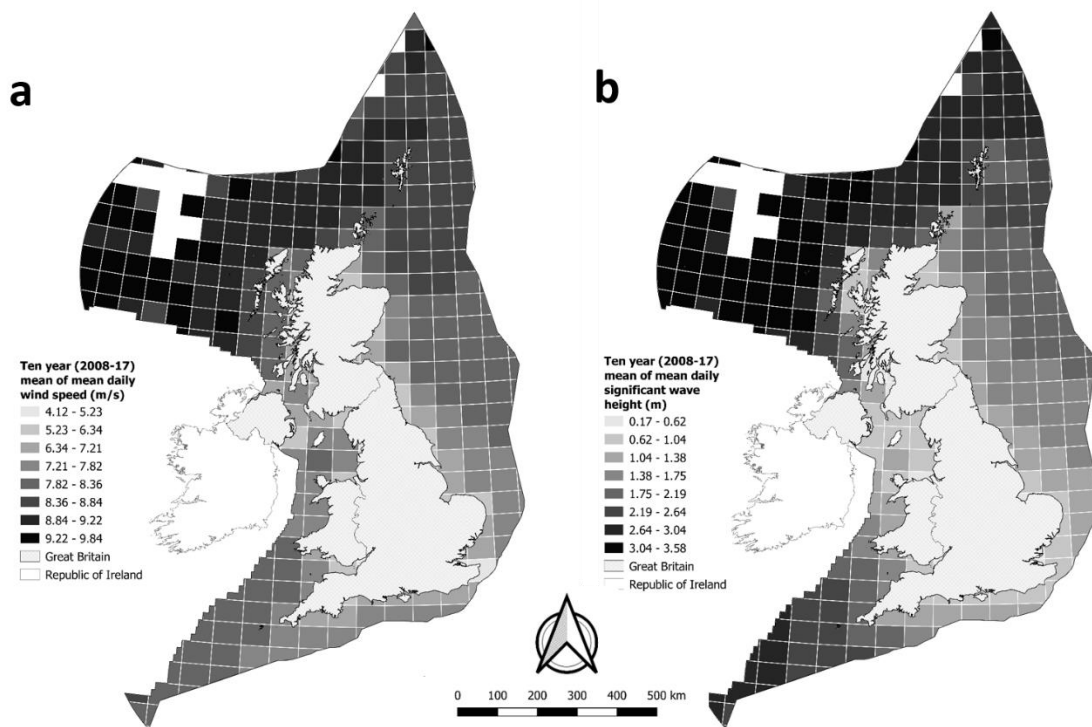 a
Ten year (2008-17)
mean of mean daily
wind speed (m/s)
4.12 - 5.23
5.23 - 6.34
6.34 - 7.21
7.21 - 7.82
7.82 - 8.36
8.36 - 8.84
8.84 - 9.22
9.22 - 9.84
Great Britain
Republic of Ireland
b
Ten year (2008-17)
mean of mean daily
significant wave
height (m)
0.17 - 0.62
0.62 - 1.04
1.04 - 1.38
1.38 - 1.75
1.75 - 2.19
2.19 - 2.64
2.64 - 3.04
3.04 - 3.58
Great Britain
Republic of Ireland
0 100 200 300 400 500 km